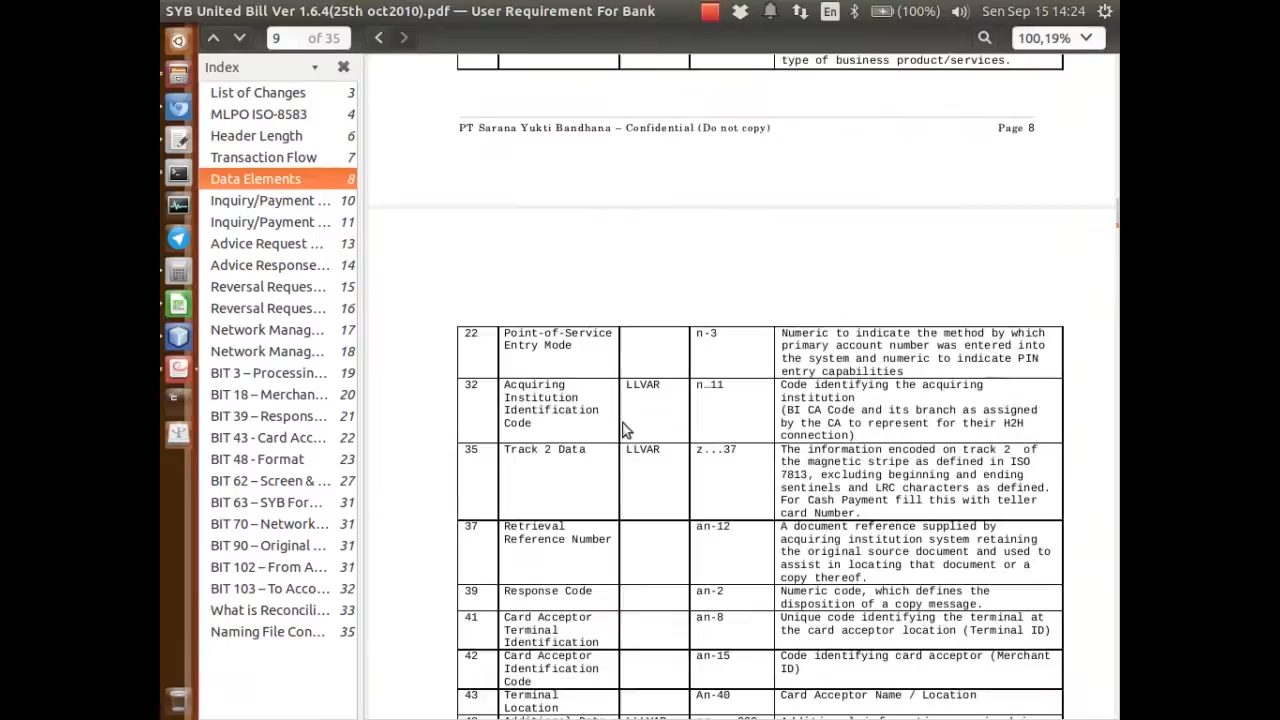 SYB United Bill Ver 1.6.4(25th oct2010).pdf — User Requirement For Bank
En (100%) Sen Sep 15 14:24
9 of 35 100,19%
Index
List of Changes 3
MLPO ISO-8583 4
Header Length 6
Transaction Flow 7
Data Elements 8
Inquiry/Payment ... 10
Inquiry/Payment ... 11
Advice Request ... 13
Advice Response... 14
Reversal Reques... 15
Reversal Reques... 16
Network Manag... 17
Network Manag... 18
BIT 3 – Processin... 19
BIT 18 – Merchan... 20
BIT 39 – Respons... 21
BIT 43 - Card Acc... 22
BIT 48 - Format 23
BIT 62 – Screen & ... 27
BIT 63 – SYB For... 31
BIT 70 – Network... 31
BIT 90 – Original ... 31
BIT 102 – From A... 31
BIT 103 – To Acco... 32
What is Reconcili... 33
Naming File Con... 35
type of business product/services.
PT Sarana Yukti Bandhana – Confidential (Do not copy) Page 8
22 Point-of-Service n-3 Numeric to indicate the method by which
Entry Mode primary account number was entered into
the system and numeric to indicate PIN
entry capabilities
32 Acquiring LLVAR n…11 Code identifying the acquiring
Institution institution
Identification (BI CA Code and its branch as assigned
Code by the CA to represent for their H2H
connection)
35 Track 2 Data LLVAR z...37 The information encoded on track 2 of
the magnetic stripe as defined in ISO
7813, excluding beginning and ending
sentinels and LRC characters as defined.
For Cash Payment fill this with teller
card Number.
37 Retrieval an-12 A document reference supplied by
Reference Number acquiring institution system retaining
the original source document and used to
assist in locating that document or a
copy thereof.
39 Response Code an-2 Numeric code, which defines the
disposition of a copy message.
41 Card Acceptor an-8 Unique code identifying the terminal at
Terminal the card acceptor location (Terminal ID)
Identification
42 Card Acceptor an-15 Code identifying card acceptor (Merchant
Identification ID)
Code
43 Terminal An-40 Card Acceptor Name / Location
Location